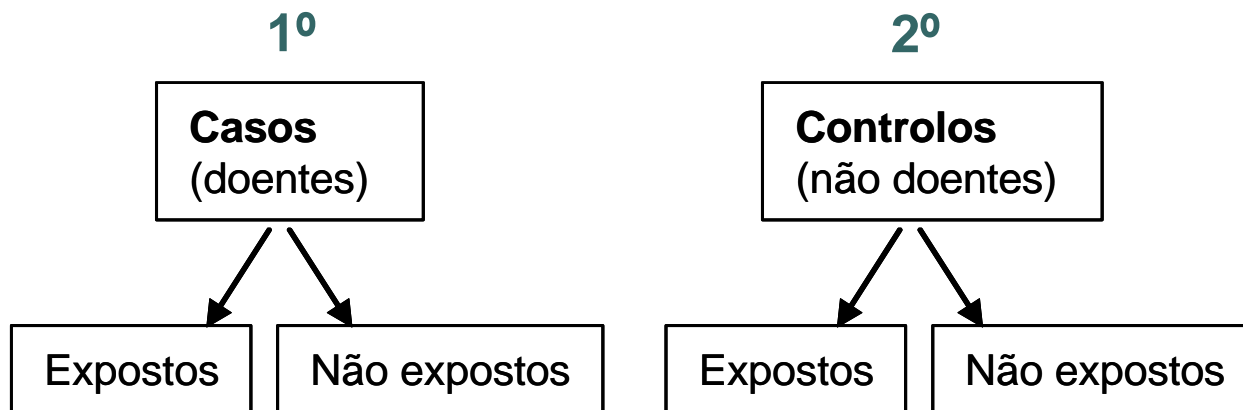 1º
2º
Casos
(doentes)
Controlos
(não doentes)
Expostos
Não expostos
Expostos
Não expostos